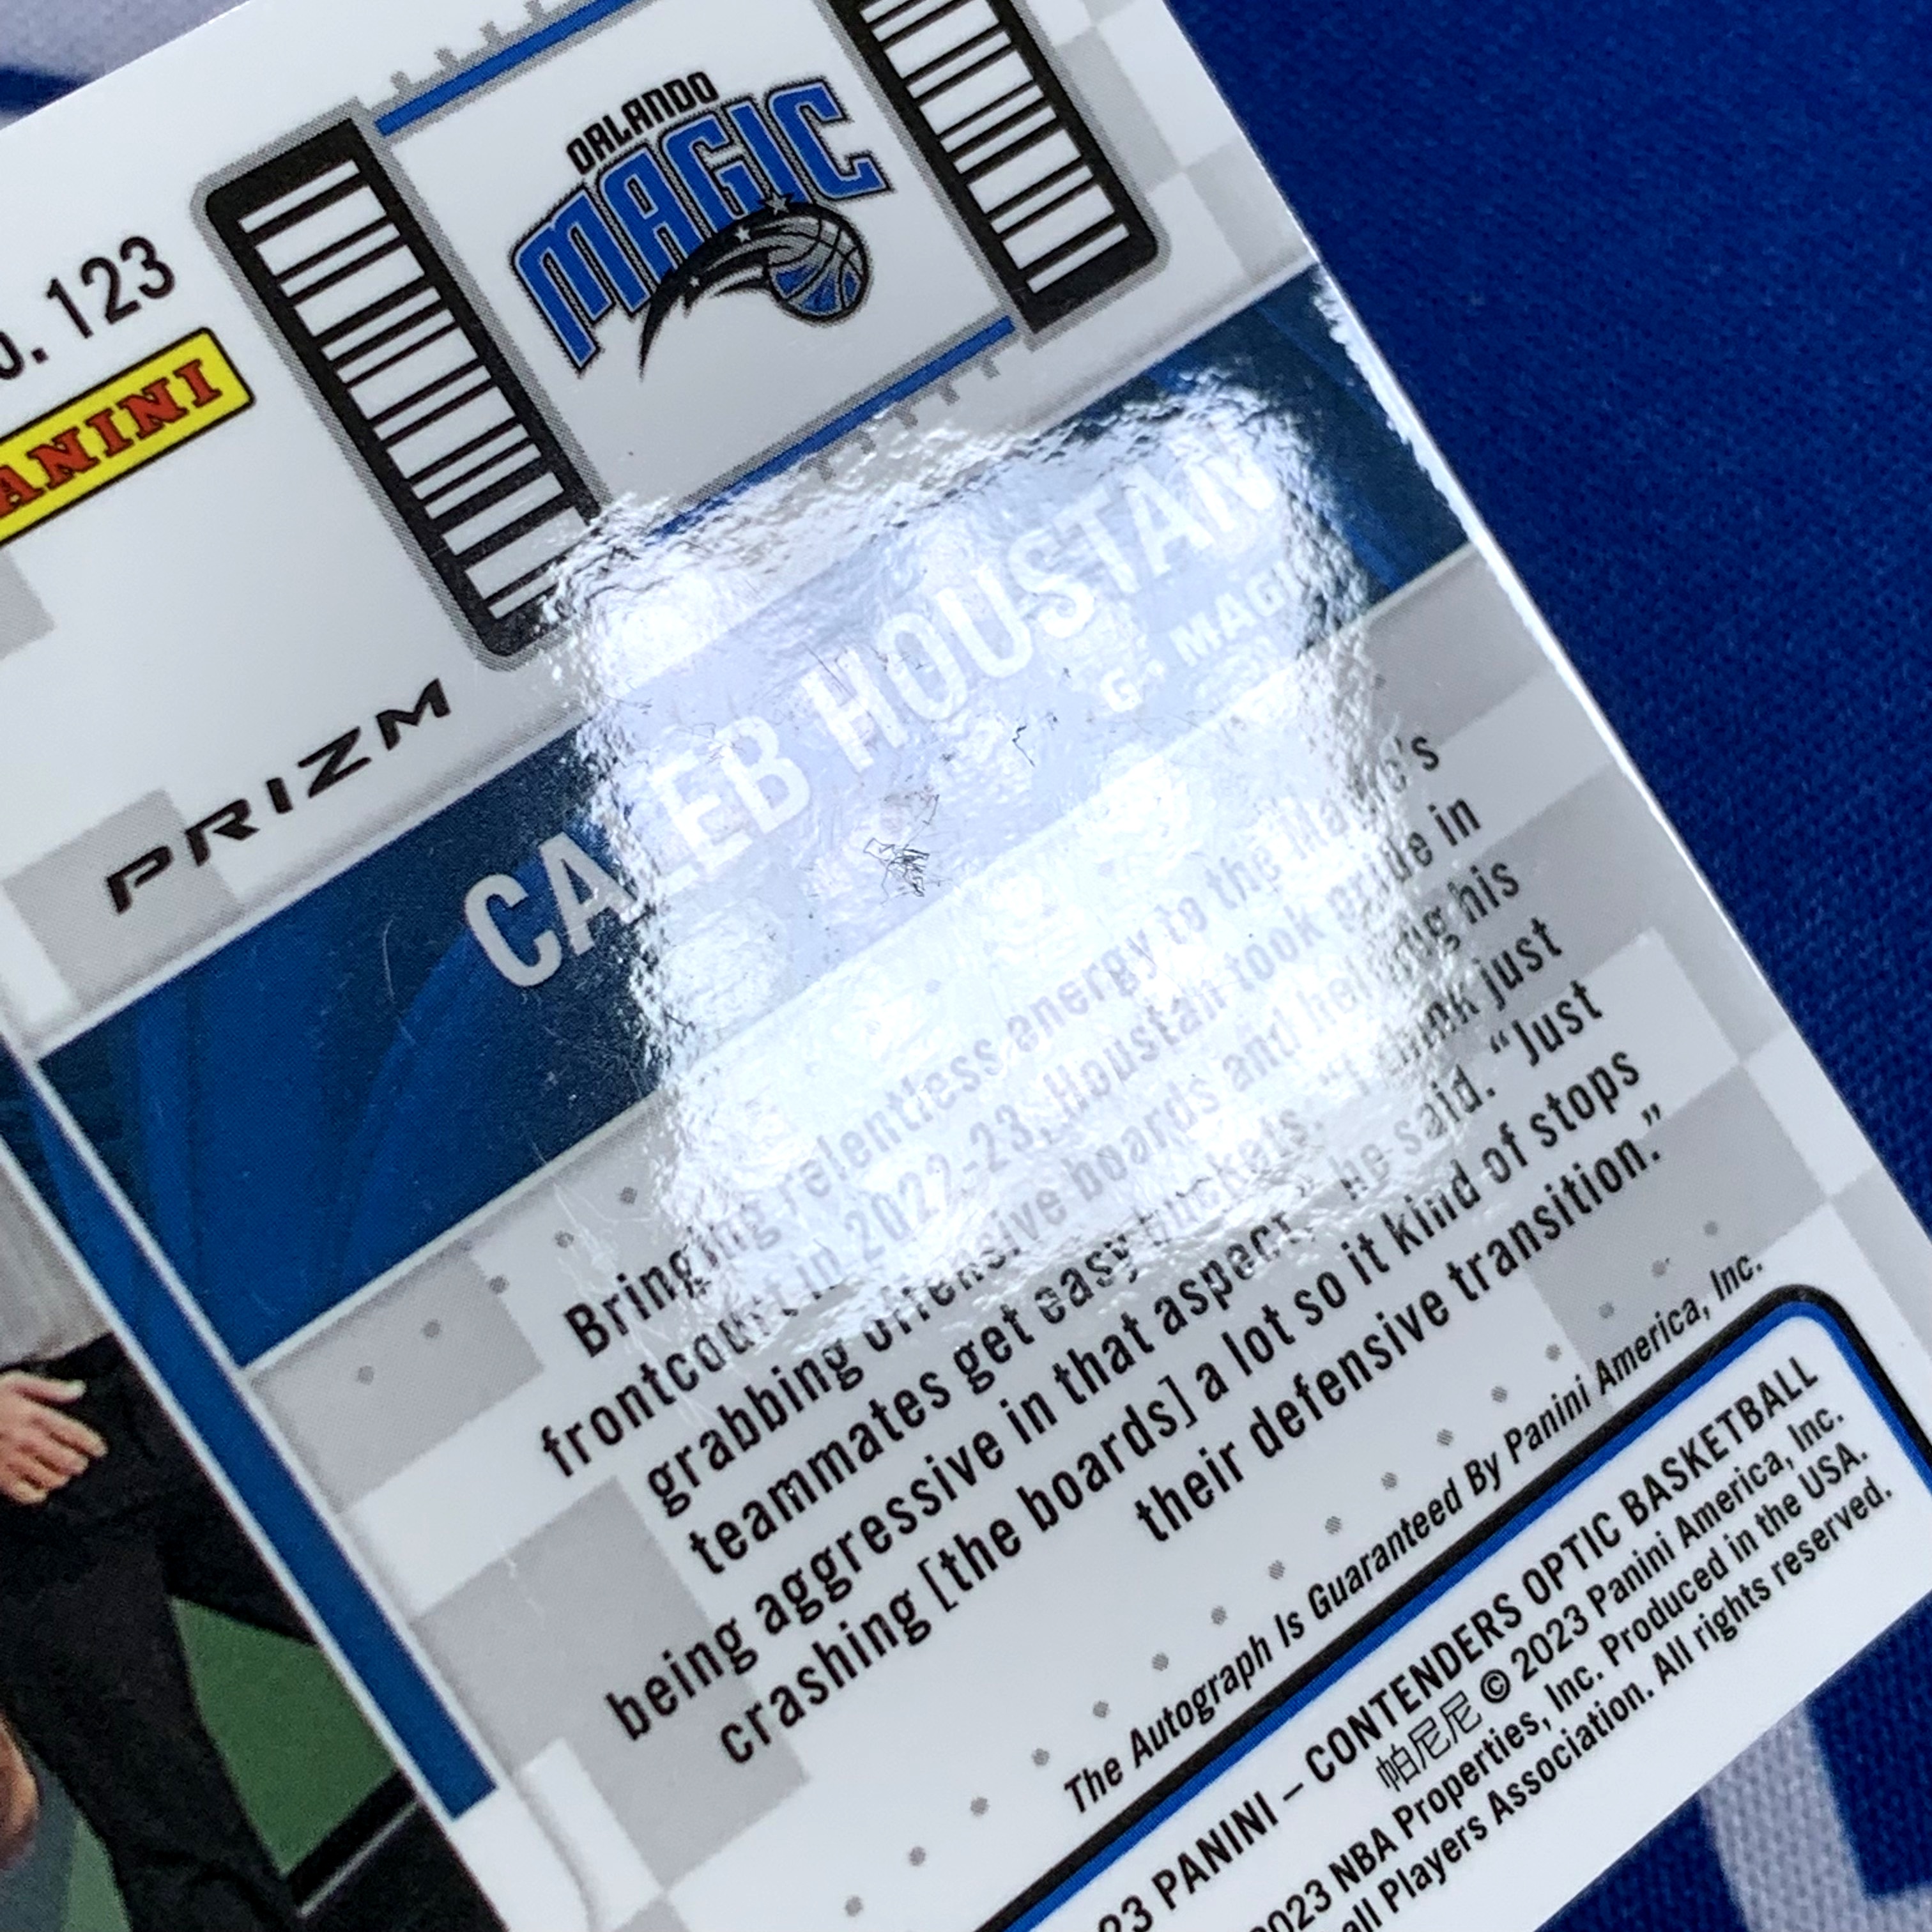 O. 123
ANINI
ORLANDO
MAGIC
PRIZM
CALEB HOUSTAN
G • MAGIC
Bringing relentless energy to the Magic's
frontcourt in 2022-23, Houstan took pride in
grabbing offensive boards and helping his
teammates get easy buckets. “I think just
being aggressive in that aspect,” he said. “Just
crashing [the boards] a lot so it kind of stops
their defensive transition.”
The Autograph Is Guaranteed By Panini America, Inc.
23 PANINI – CONTENDERS OPTIC BASKETBALL
帕尼尼 © 2023 Panini America, Inc.
2023 NBA Properties, Inc. Produced in the USA.
all Players Association. All rights reserved.